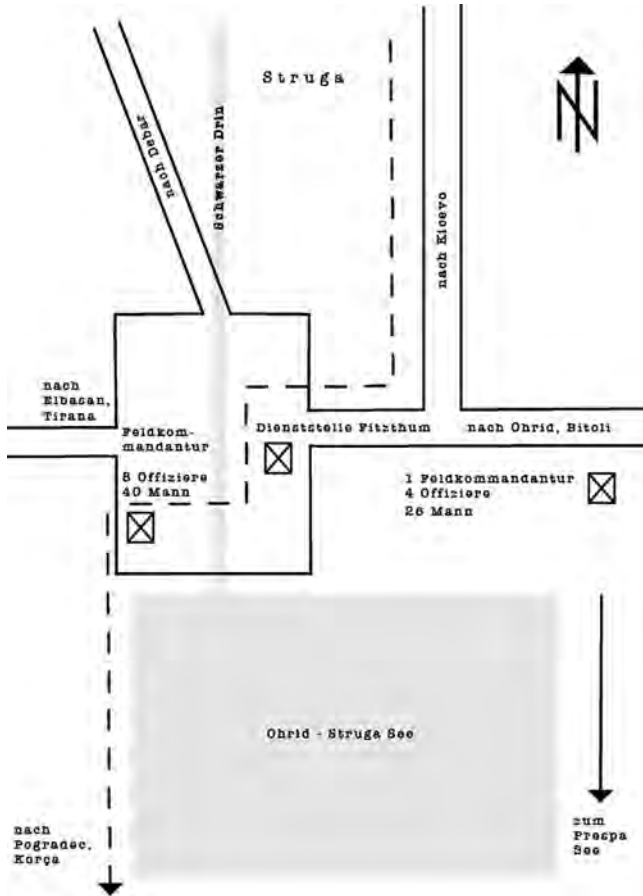 Struga
N
nach Debar
Schwarzer Drin
nach Kicevo
nach
Elbasan,
Tirana
Feldkom-
mandantur
8 Offiziere
40 Mann
Dienststelle Fitzthum
nach Ohrid, Bitoli
1 Feldkommandantur
4 Offiziere
26 Mann
Ohrid - Struga See
nach
Pogradec,
Korça
zum
Prespa
See